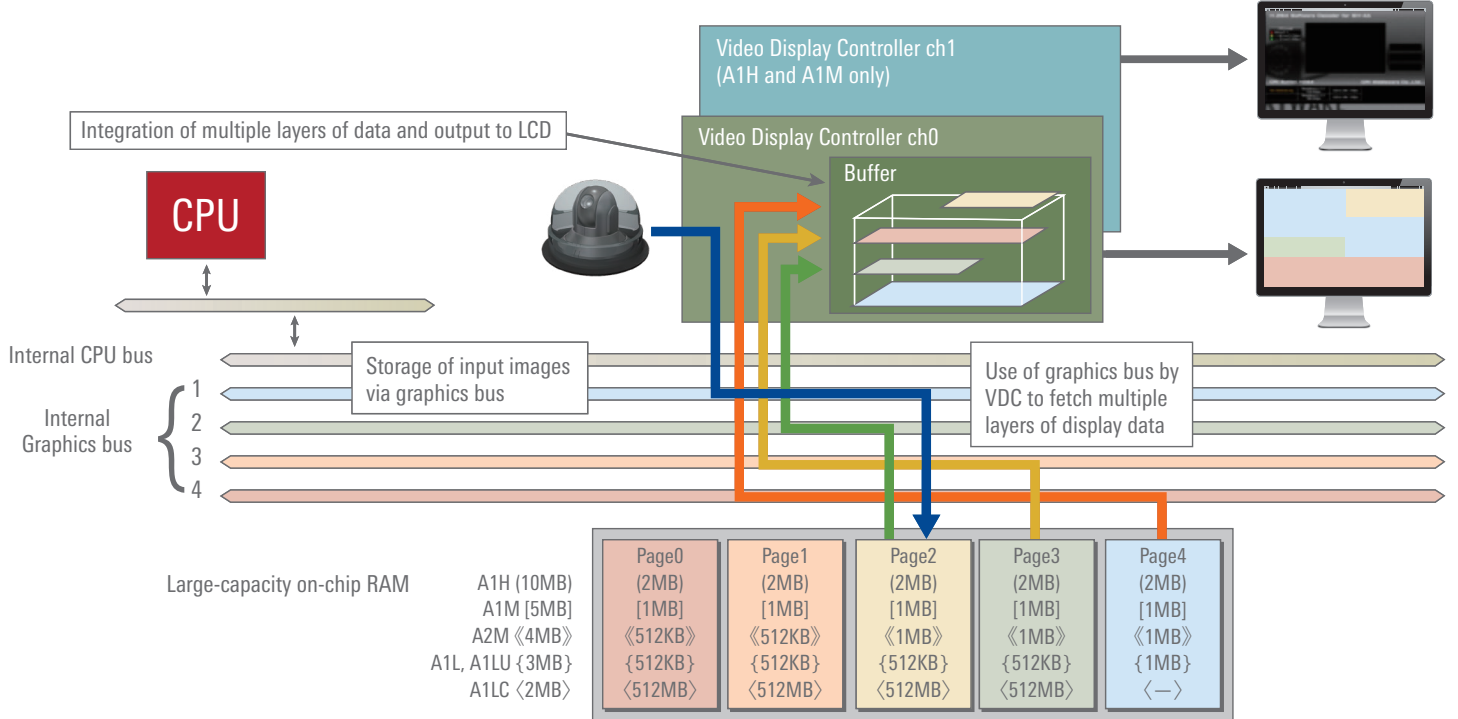 Video Display Controller ch1
(A1H and A1M only)
Integration of multiple layers of data and output to LCD
Video Display Controller ch0
Buffer
CPU
Internal CPU bus
Storage of input images
via graphics bus
Use of graphics bus by
VDC to fetch multiple
layers of display data
Internal
Graphics bus
1
2
3
4
Large-capacity on-chip RAM
Page0 Page1 Page2 Page3 Page4
A1H (10MB) (2MB) (2MB) (2MB) (2MB) (2MB)
A1M [5MB] [1MB] [1MB] [1MB] [1MB] [1MB]
A2M 《4MB》 《512KB》 《512KB》 《1MB》 《1MB》 《1MB》
A1L, A1LU {3MB} {512KB} {512KB} {512KB} {512KB} {1MB}
A1LC 〈2MB〉 〈512MB〉 〈512MB〉 〈512MB〉 〈512MB〉 〈—〉